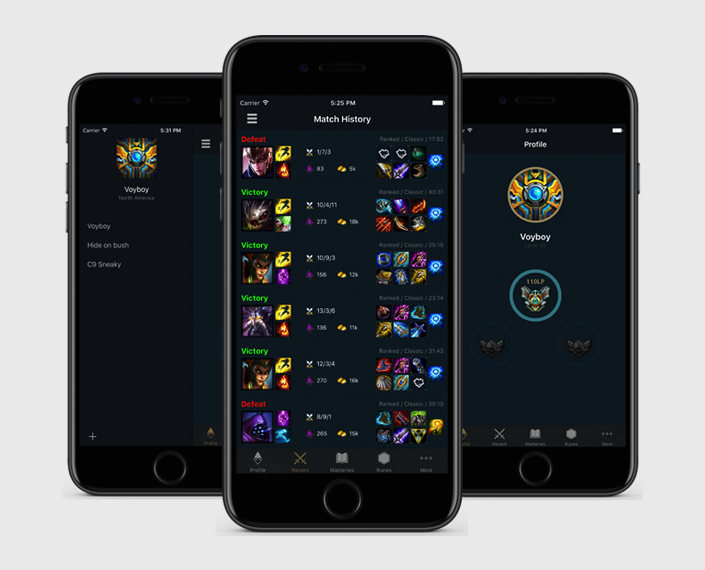 Carrier 5:31 PM
Voyboy
North America
Voyboy
Hide on bush
C9 Sneaky
+
Profile
Carrier 5:25 PM
Match History
Defeat Ranked / Classic / 17:52
1/7/3
83 5k
Victory Ranked / Classic / 40:31
10/4/11
273 18k
Victory Ranked / Classic / 29:18
10/9/3
156 12k
Victory Ranked / Classic / 23:14
13/3/6
136 11k
Victory Ranked / Classic / 31:43
12/3/4
270 16k
Defeat Ranked / Classic / 38:10
8/9/1
265 15k
Profile Recent Masteries Runes More
5:24 PM
Profile
Voyboy
110LP
Recent Masteries Runes More